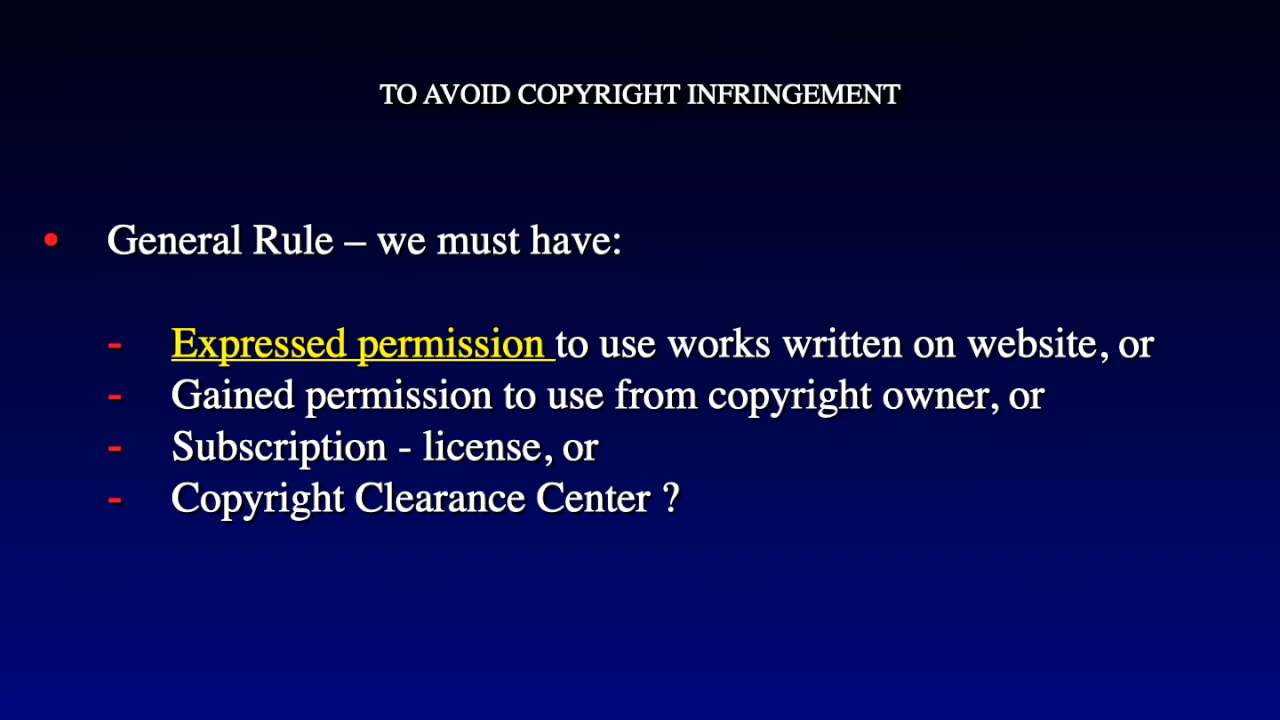 TO AVOID COPYRIGHT INFRINGEMENT
• General Rule – we must have:
- Expressed permission to use works written on website, or
- Gained permission to use from copyright owner, or
- Subscription - license, or
- Copyright Clearance Center ?